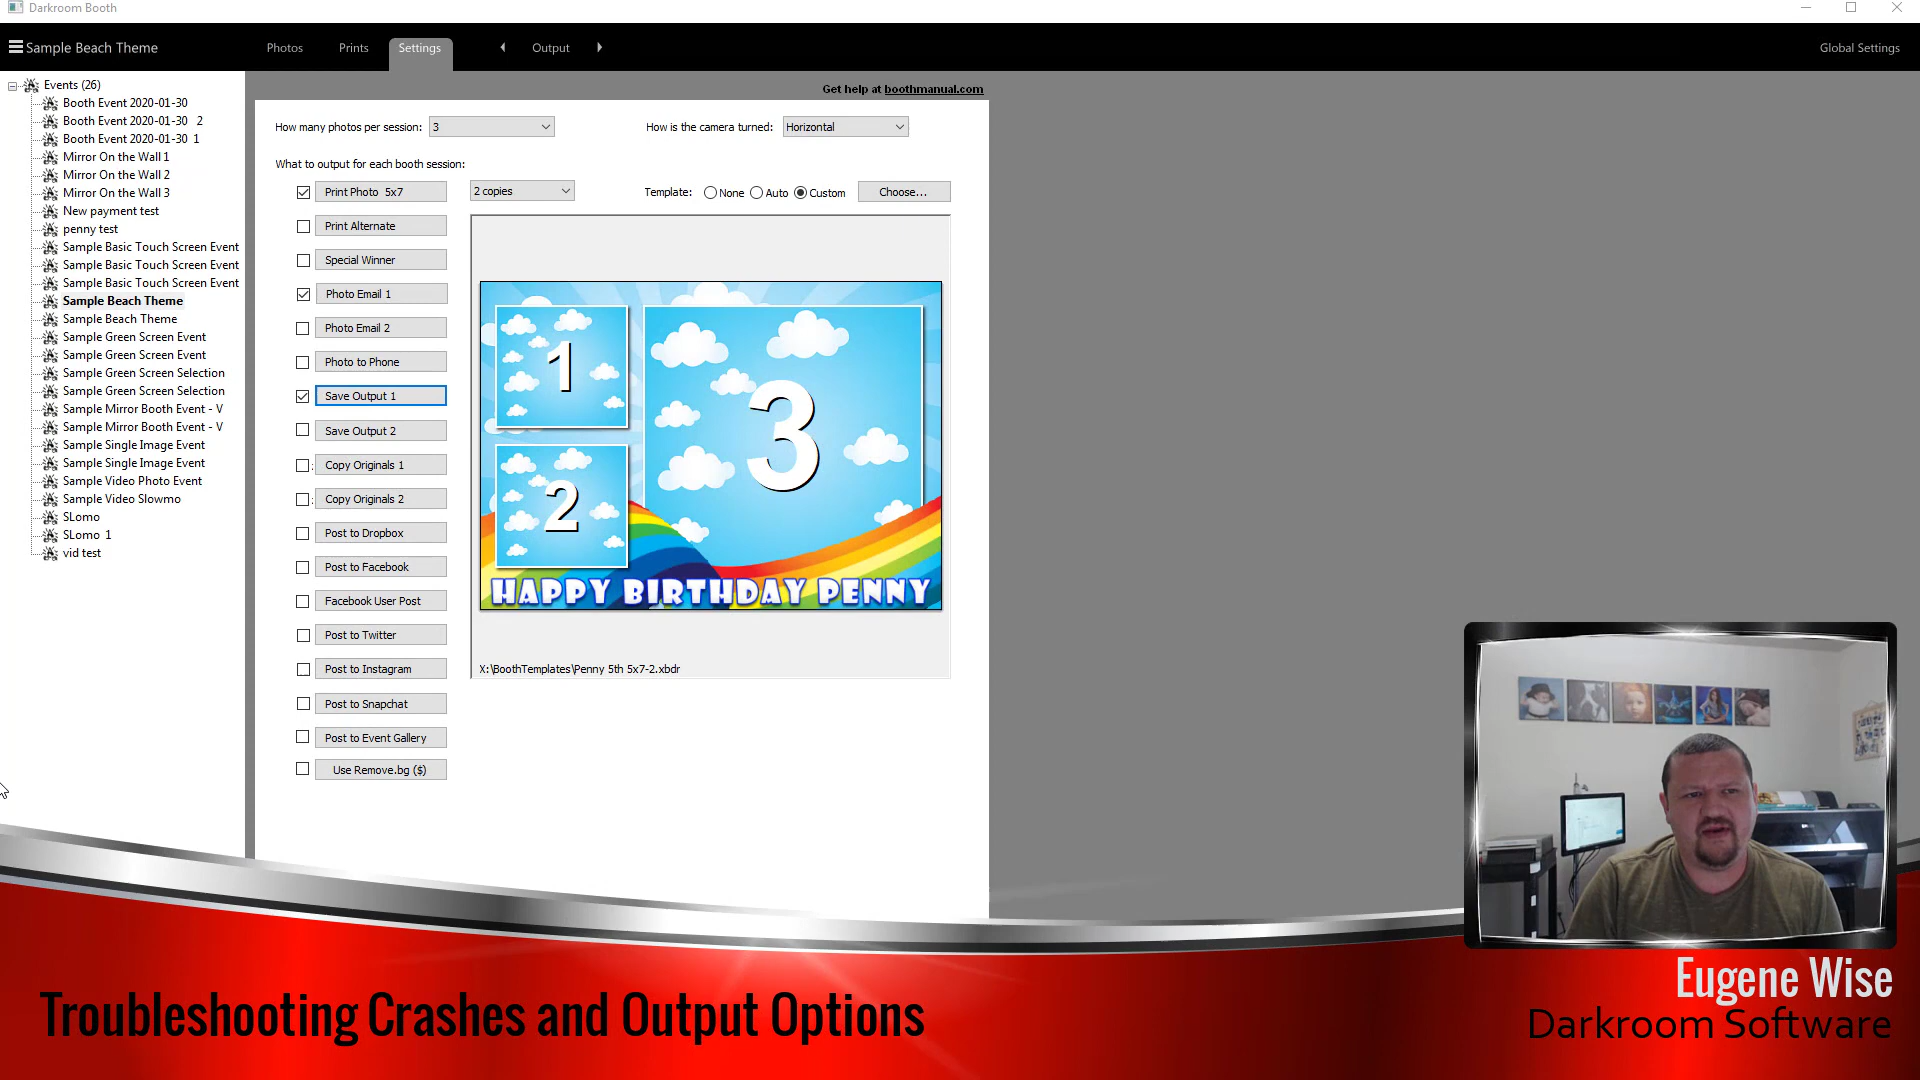 Darkroom Booth
Sample Beach Theme
Photos
Prints
Settings
Output
Global Settings
Events (26)
Booth Event 2020-01-30
Booth Event 2020-01-30 2
Booth Event 2020-01-30 1
Mirror On the Wall 1
Mirror On the Wall 2
Mirror On the Wall 3
New payment test
penny test
Sample Basic Touch Screen Event
Sample Basic Touch Screen Event
Sample Basic Touch Screen Event
Sample Beach Theme
Sample Beach Theme
Sample Green Screen Event
Sample Green Screen Event
Sample Green Screen Selection
Sample Green Screen Selection
Sample Mirror Booth Event - V
Sample Mirror Booth Event - V
Sample Single Image Event
Sample Single Image Event
Sample Video Photo Event
Sample Video Slowmo
SLomo
SLomo 1
vid test
Get help at boothmanual.com
How many photos per session: 3
How is the camera turned: Horizontal
What to output for each booth session:
Print Photo 5x7
2 copies
Template: None Auto Custom Choose...
Print Alternate
Special Winner
Photo Email 1
Photo Email 2
Photo to Phone
Save Output 1
Save Output 2
Copy Originals 1
Copy Originals 2
Post to Dropbox
Post to Facebook
Facebook User Post
Post to Twitter
Post to Instagram
Post to Snapchat
Post to Event Gallery
Use Remove.bg ($)
1
2
3
HAPPY BIRTHDAY PENNY
X:\BoothTemplates\Penny 5th 5x7-2.xbdr
Troubleshooting Crashes and Output Options
Eugene Wise
Darkroom Software